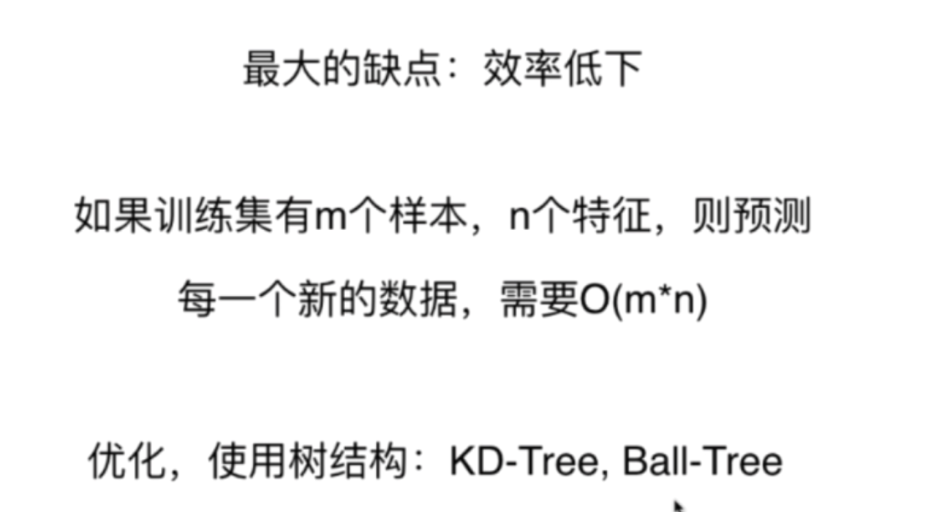 最大的缺点：效率低下
如果训练集有m个样本，n个特征，则预测
每一个新的数据，需要O(m*n)
优化，使用树结构：KD-Tree, Ball-Tree